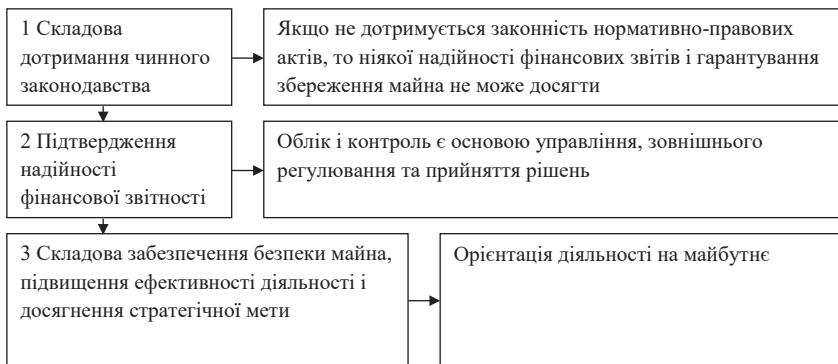 1 Складова
дотримання чинного
законодавства
Якщо не дотримується законність нормативно-правових
актів, то ніякої надійності фінансових звітів і гарантування
збереження майна не може досягти
2 Підтвердження
надійності
фінансової звітності
Облік і контроль є основою управління, зовнішнього
регулювання та прийняття рішень
3 Складова забезпечення безпеки майна,
підвищення ефективності діяльності і
досягнення стратегічної мети
Орієнтація діяльності на майбутнє